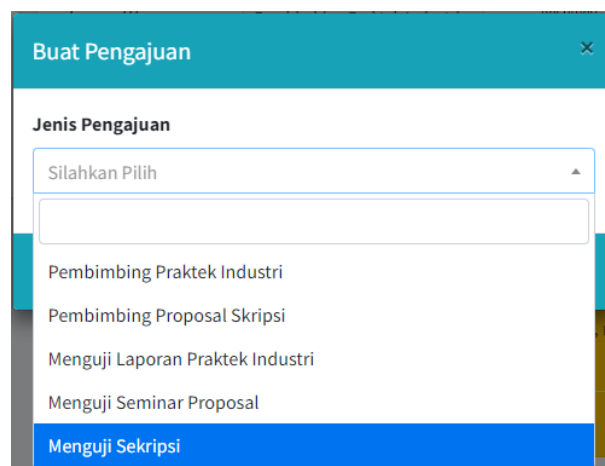 Buat Pengajuan ×
Jenis Pengajuan
Silahkan Pilih
Pembimbing Praktek Industri
Pembimbing Proposal Skripsi
Menguji Laporan Praktek Industri
Menguji Seminar Proposal
Menguji Sekripsi